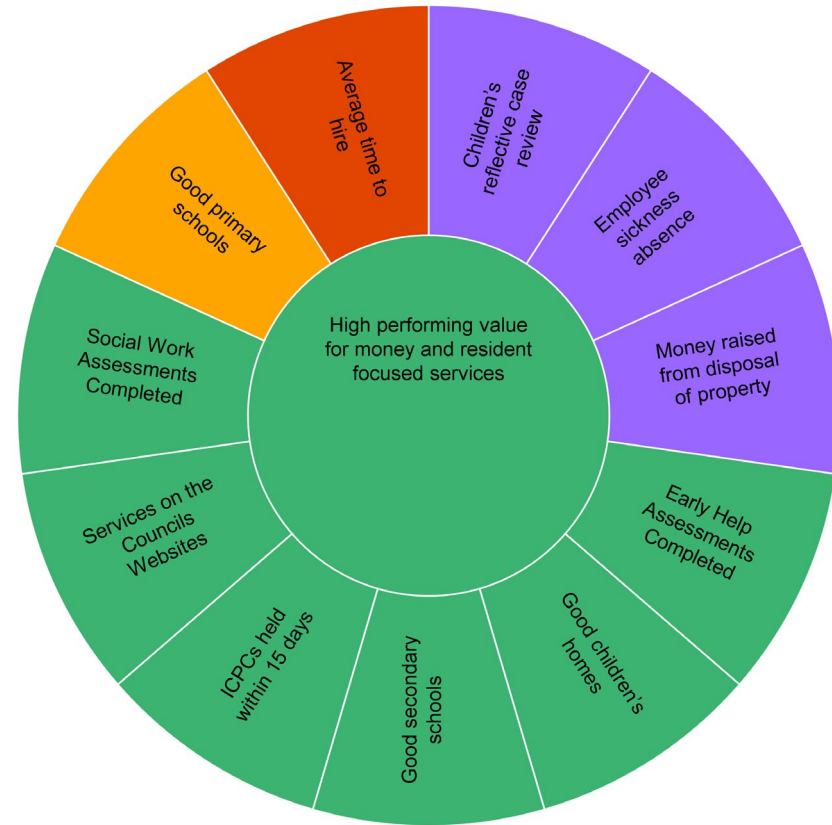 High performing value
for money and resident
focused services
Children's
reflective case
review
Employee
sickness
absence
Money raised
from disposal
of property
Early Help
Assessments
Completed
Good children's
homes
Good secondary
schools
ICPCs held
within 15 days
Services on the
Councils
Websites
Social Work
Assessments
Completed
Good primary
schools
Average time to
hire